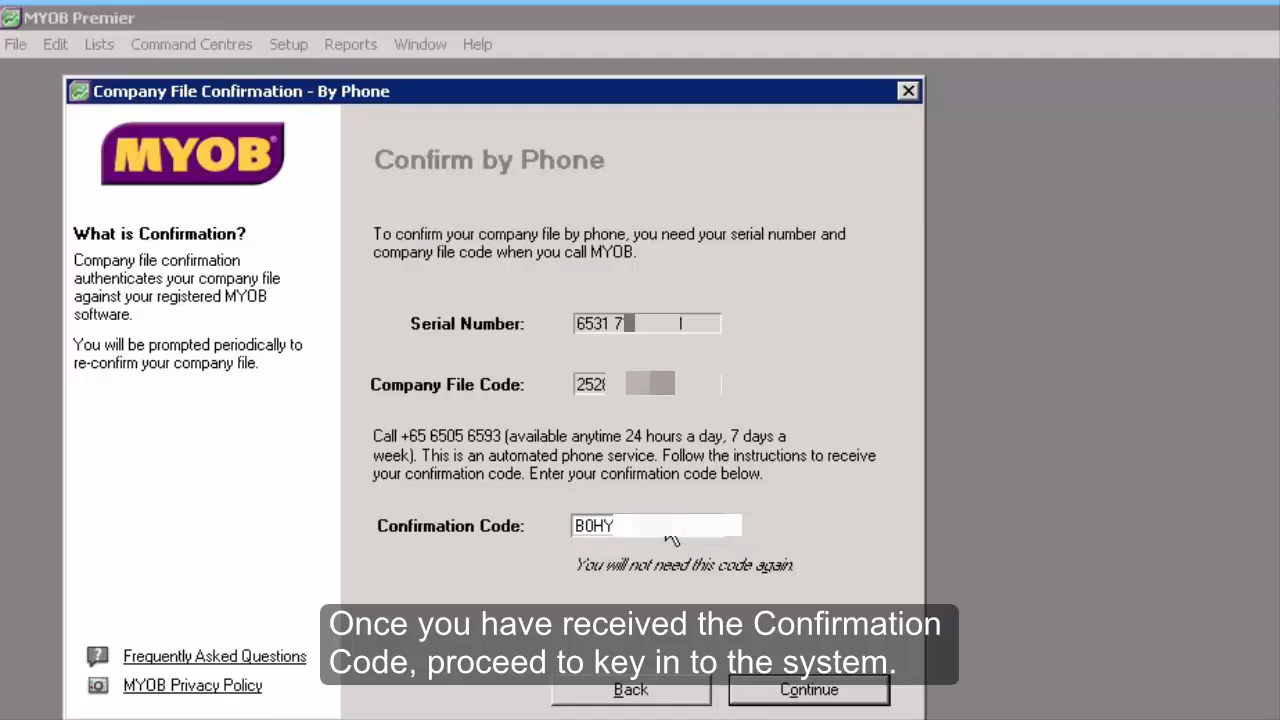 MYOB Premier
File Edit Lists Command Centres Setup Reports Window Help
Company File Confirmation - By Phone
MYOB
What is Confirmation?
Company file confirmation
authenticates your company file
against your registered MYOB
software.
You will be prompted periodically to
re-confirm your company file.
Frequently Asked Questions
MYOB Privacy Policy
Confirm by Phone
To confirm your company file by phone, you need your serial number and
company file code when you call MYOB.
Serial Number: 6531 7
Company File Code: 252
Call +65 6505 6593 (available anytime 24 hours a day, 7 days a
week). This is an automated phone service. Follow the instructions to receive
your confirmation code. Enter your confirmation code below.
Confirmation Code: B0HY
You will not need this code again.
Once you have received the Confirmation
Code, proceed to key in to the system.
Back Continue